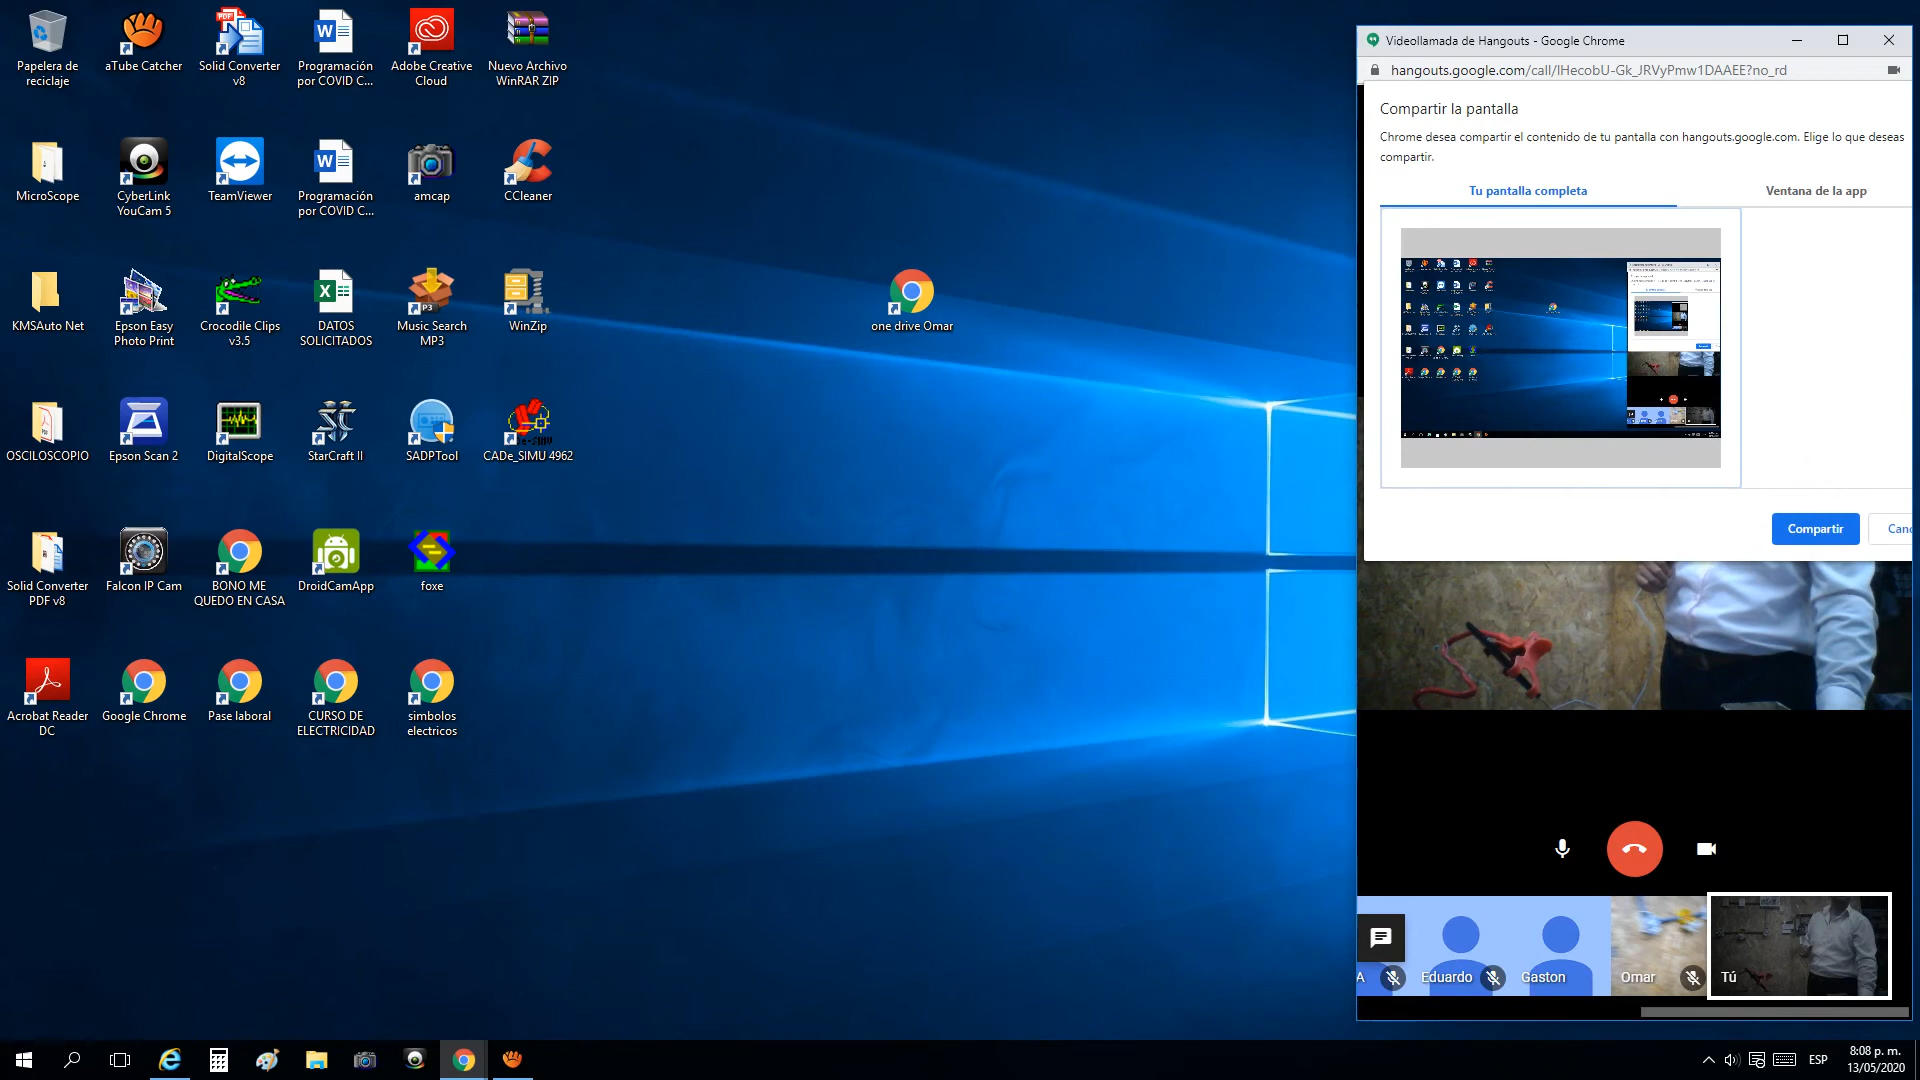 Papelera de
reciclaje
aTube Catcher
Solid Converter
v8
Programación
por COVID C...
Adobe Creative
Cloud
Nuevo Archivo
WinRAR ZIP
MicroScope
CyberLink
YouCam 5
TeamViewer
Programación
por COVID C...
amcap
CCleaner
KMSAuto Net
Epson Easy
Photo Print
Crocodile Clips
v3.5
DATOS
SOLICITADOS
Music Search
MP3
WinZip
one drive Omar
OSCILOSCOPIO
Epson Scan 2
DigitalScope
StarCraft II
SADPTool
CADe_SIMU 4962
Solid Converter
PDF v8
Falcon IP Cam
BONO ME
QUEDO EN CASA
DroidCamApp
foxe
Acrobat Reader
DC
Google Chrome
Pase laboral
CURSO DE
ELECTRICIDAD
simbolos
electricos
Videollamada de Hangouts - Google Chrome
hangouts.google.com/call/lHecobU-Gk_JRVyPmw1DAAEE?no_rd
Compartir la pantalla
Chrome desea compartir el contenido de tu pantalla con hangouts.google.com. Elige lo que deseas
compartir.
Tu pantalla completa
Ventana de la app
Compartir
Canc
A
Eduardo
Gaston
Omar
Tú
ESP
8:08 p. m.
13/05/2020